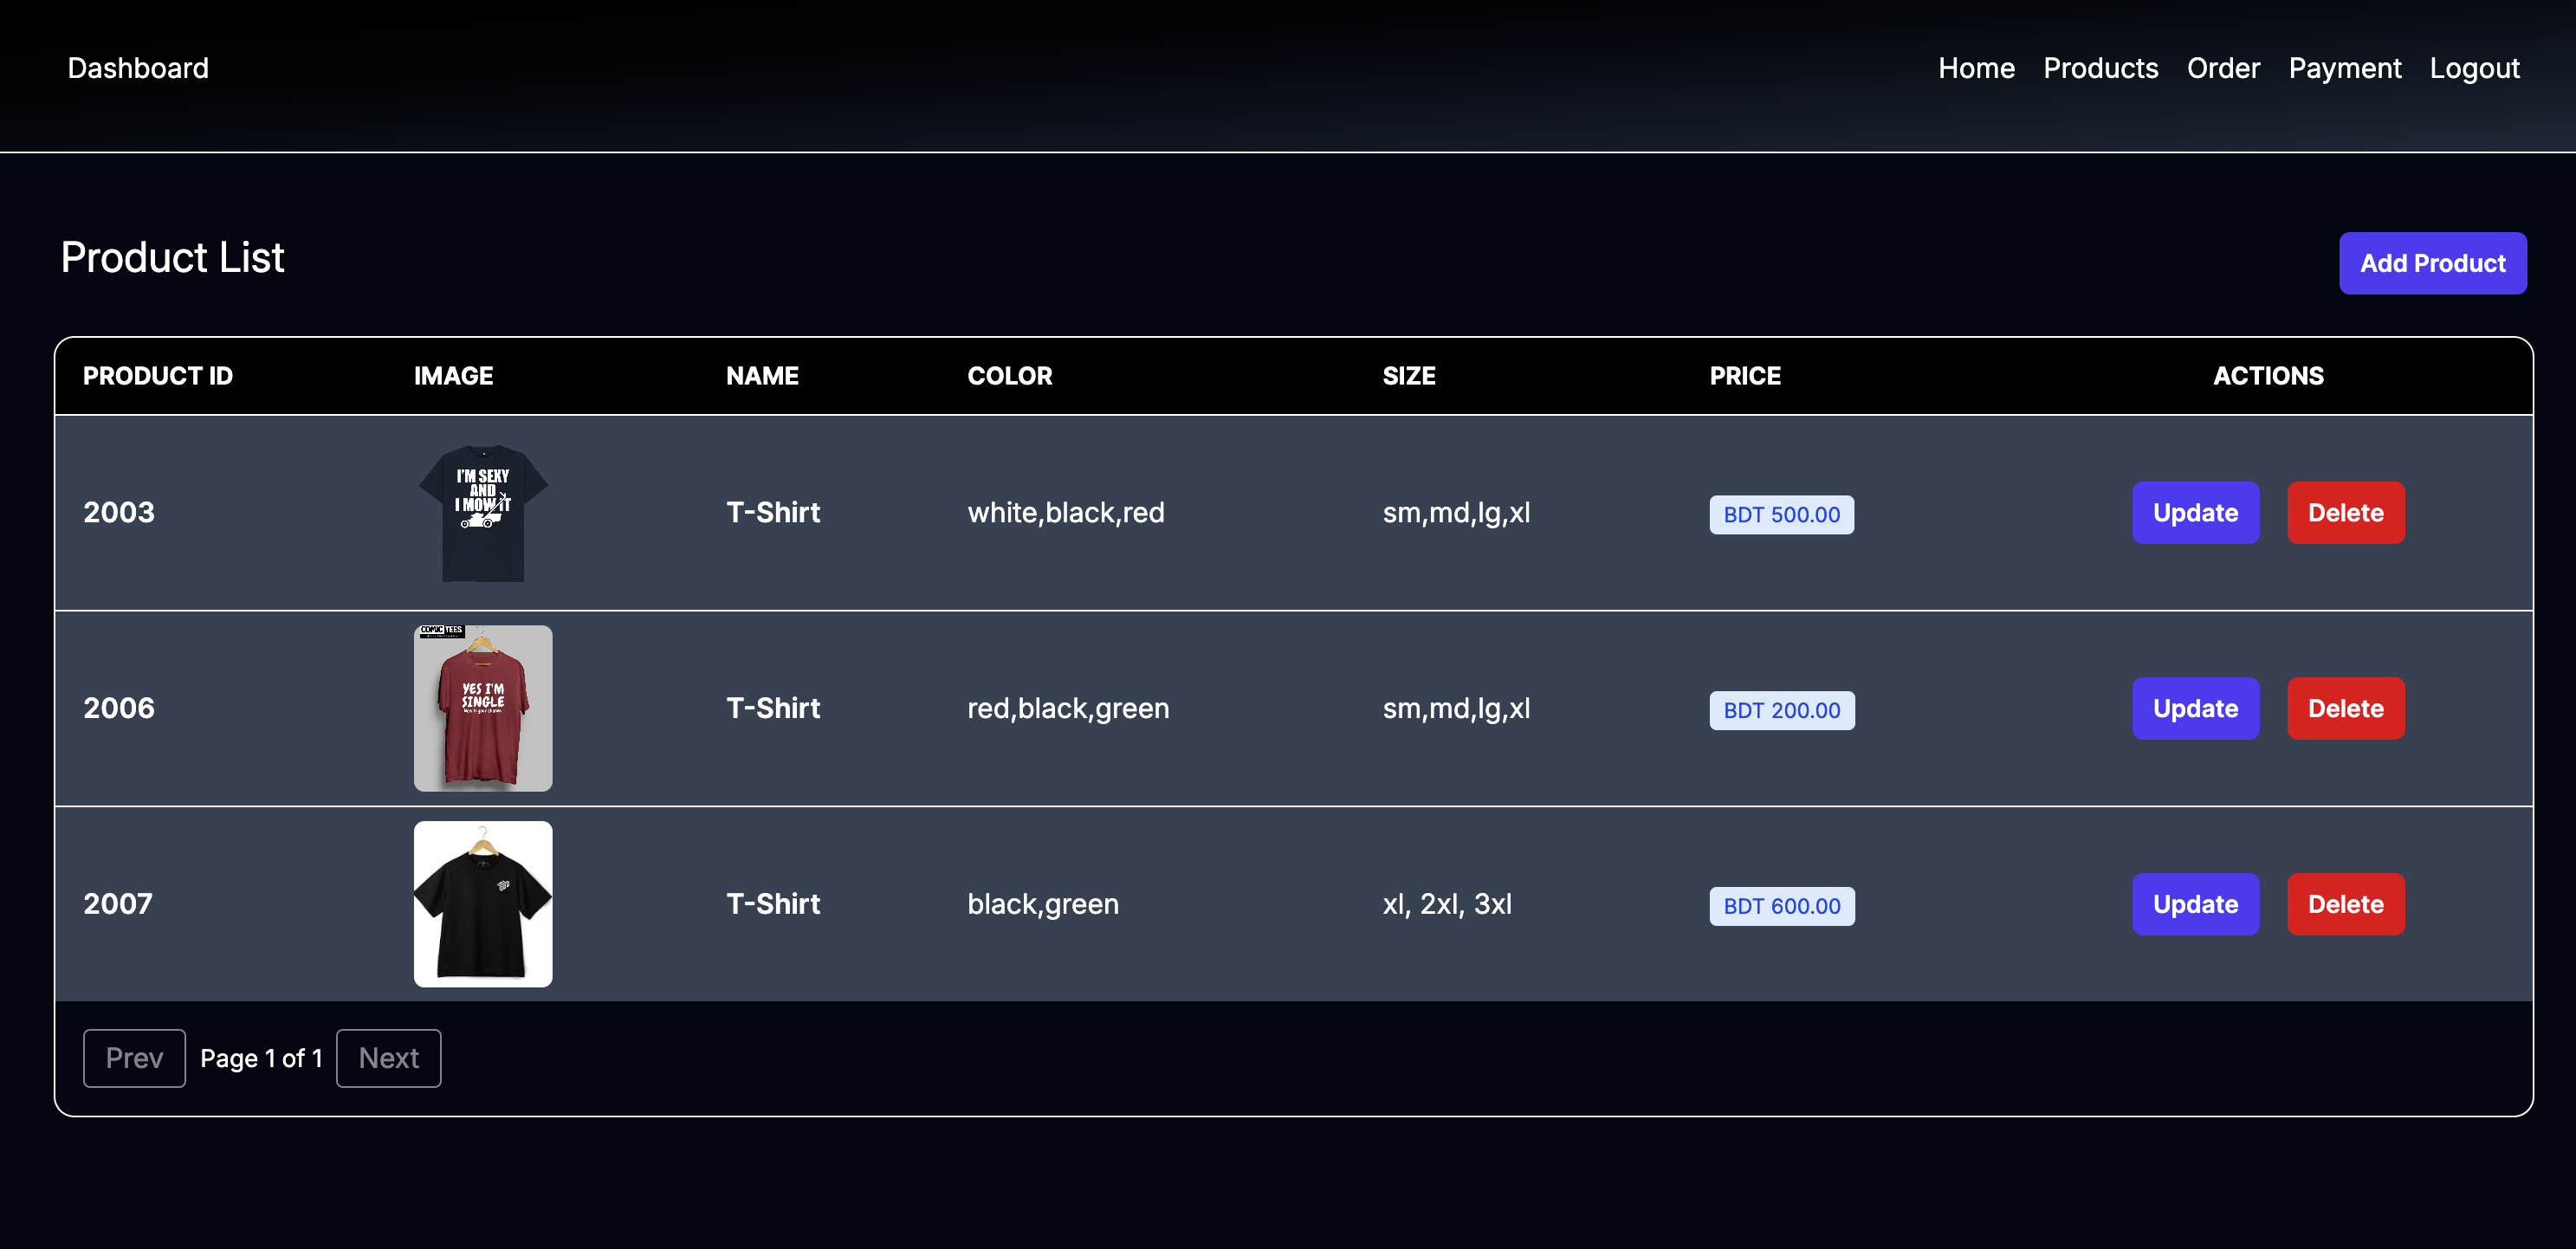 Dashboard
Home Products Order Payment Logout
Product List
Add Product
PRODUCT ID IMAGE NAME COLOR SIZE PRICE ACTIONS
I'M SEXY
AND
I MOW IT
2003 T-Shirt white,black,red sm,md,lg,xl BDT 500.00 Update Delete
COMIC TEES
YES I'M
SINGLE
2006 T-Shirt red,black,green sm,md,lg,xl BDT 200.00 Update Delete
2007 T-Shirt black,green xl, 2xl, 3xl BDT 600.00 Update Delete
Prev Page 1 of 1 Next